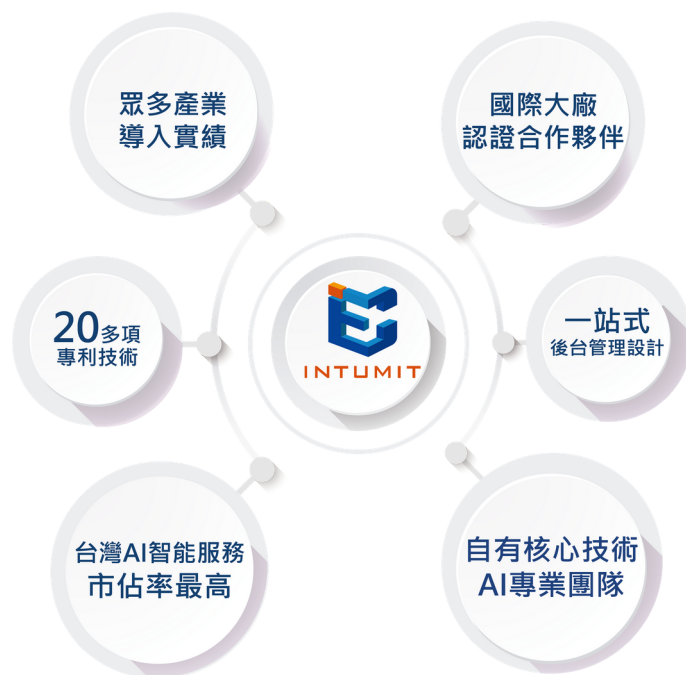 眾多產業
導入實績
國際大廠
認證合作夥伴
20多項
專利技術
INTUMIT
一站式
後台管理設計
台灣AI智能服務
市佔率最高
自有核心技術
AI專業團隊